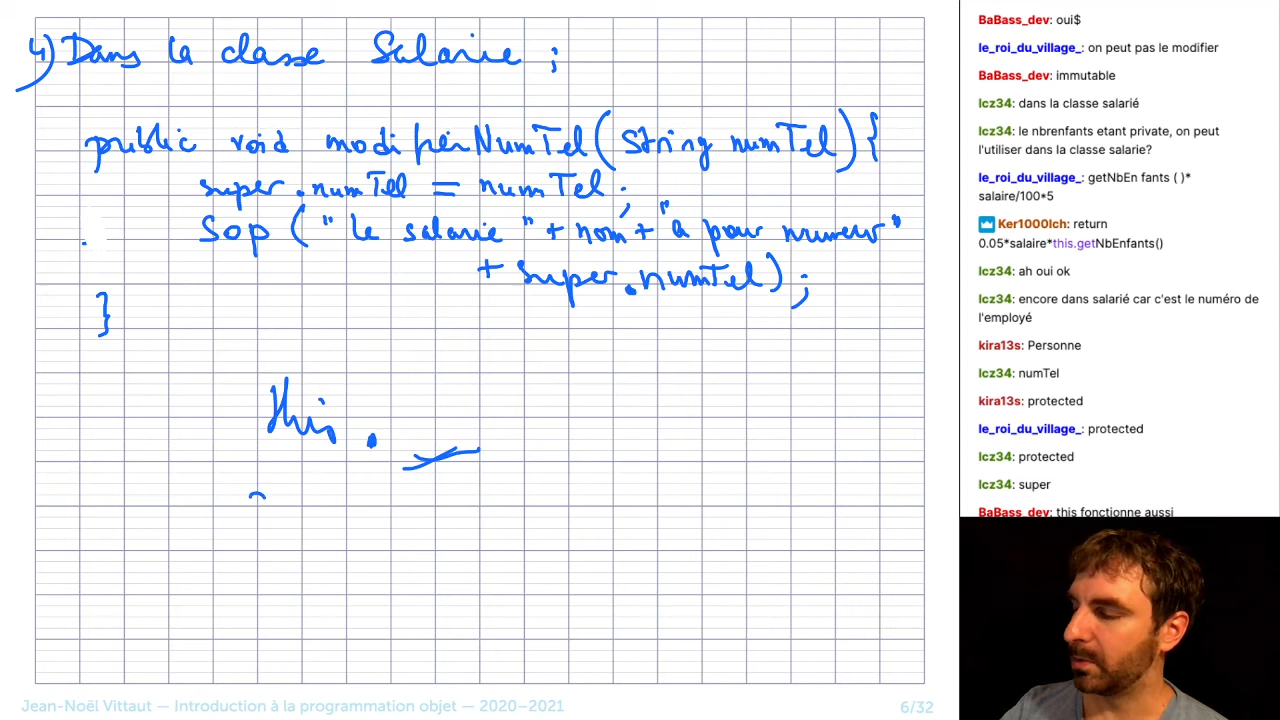 4) Dans la classe Salarie ;
public void modifierNumTel(String numTel){
super.numTel = numTel;
Sop ("le salarie "+nom+"a pour numeur"
+ super.numTel);
}
this.
Jean-Noël Vittaut — Introduction à la programmation objet — 2020–2021
6/32
BaBass_dev: oui$
le_roi_du_village_: on peut pas le modifier
BaBass_dev: immutable
lcz34: dans la classe salarié
lcz34: le nbrenfants etant private, on peut
l'utiliser dans la classe salarie?
le_roi_du_village_: getNbEn fants ( )*
salaire/100*5
Ker1000lch: return
0.05*salaire*this.getNbEnfants()
lcz34: ah oui ok
lcz34: encore dans salarié car c'est le numéro de
l'employé
kira13s: Personne
lcz34: numTel
kira13s: protected
le_roi_du_village_: protected
lcz34: protected
lcz34: super
BaBass_dev: this fonctionne aussi